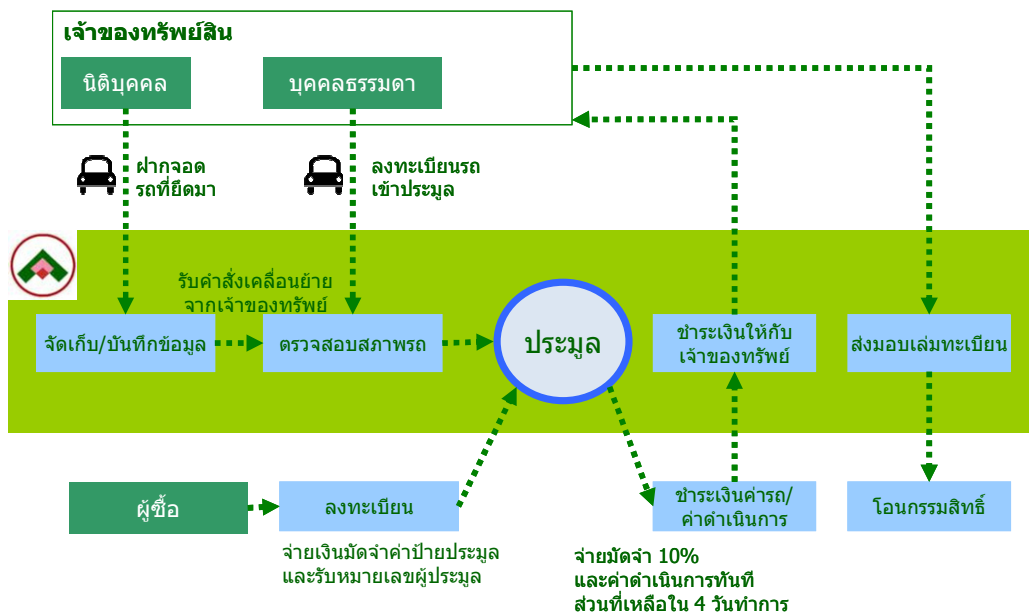 เจ้าของทรัพย์สิน
นิติบุคคล
บุคคลธรรมดา
ฝากจอด
รถที่ยึดมา
ลงทะเบียนรถ
เข้าประมูล
รับคำสั่งเคลื่อนย้าย
จากเจ้าของทรัพย์
จัดเก็บ/บันทึกข้อมูล
ตรวจสอบสภาพรถ
ประมูล
ชำระเงินให้กับ
เจ้าของทรัพย์
ส่งมอบเล่มทะเบียน
ผู้ซื้อ
ลงทะเบียน
ชำระเงินค่ารถ/
ค่าดำเนินการ
โอนกรรมสิทธิ์
จ่ายเงินมัดจำค่าป้ายประมูล
และรับหมายเลขผู้ประมูล
จ่ายมัดจำ 10%
และค่าดำเนินการทันที
ส่วนที่เหลือใน 4 วันทำการ